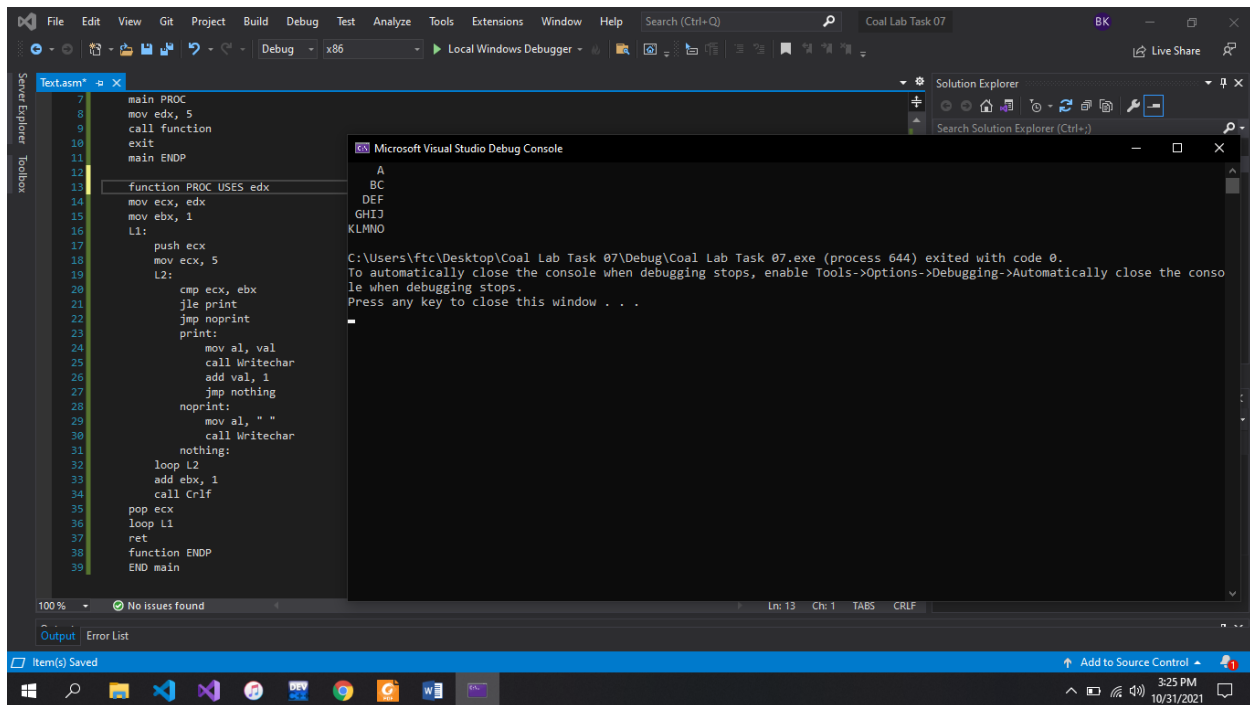 File Edit View Git Project Build Debug Test Analyze Tools Extensions Window Help Search (Ctrl+Q) Coal Lab Task 07 BK
Debug x86 Local Windows Debugger Live Share
Server Explorer
Toolbox
Text.asm*
7 main PROC
8 mov edx, 5
9 call function
10 exit
11 main ENDP
12
13 function PROC USES edx
14 mov ecx, edx
15 mov ebx, 1
16 L1:
17 push ecx
18 mov ecx, 5
19 L2:
20 cmp ecx, ebx
21 jle print
22 jmp noprint
23 print:
24 mov al, val
25 call Writechar
26 add val, 1
27 jmp nothing
28 noprint:
29 mov al, " "
30 call Writechar
31 nothing:
32 loop L2
33 add ebx, 1
34 call Crlf
35 pop ecx
36 loop L1
37 ret
38 function ENDP
39 END main
Solution Explorer
Search Solution Explorer (Ctrl+;)
Microsoft Visual Studio Debug Console
A
BC
DEF
GHIJ
KLMNO
C:\Users\ftc\Desktop\Coal Lab Task 07\Debug\Coal Lab Task 07.exe (process 644) exited with code 0.
To automatically close the console when debugging stops, enable Tools->Options->Debugging->Automatically close the conso
le when debugging stops.
Press any key to close this window . . .
100 % No issues found Ln: 13 Ch: 1 TABS CRLF
Output Error List
Item(s) Saved Add to Source Control 1
DEV
3:25 PM
10/31/2021